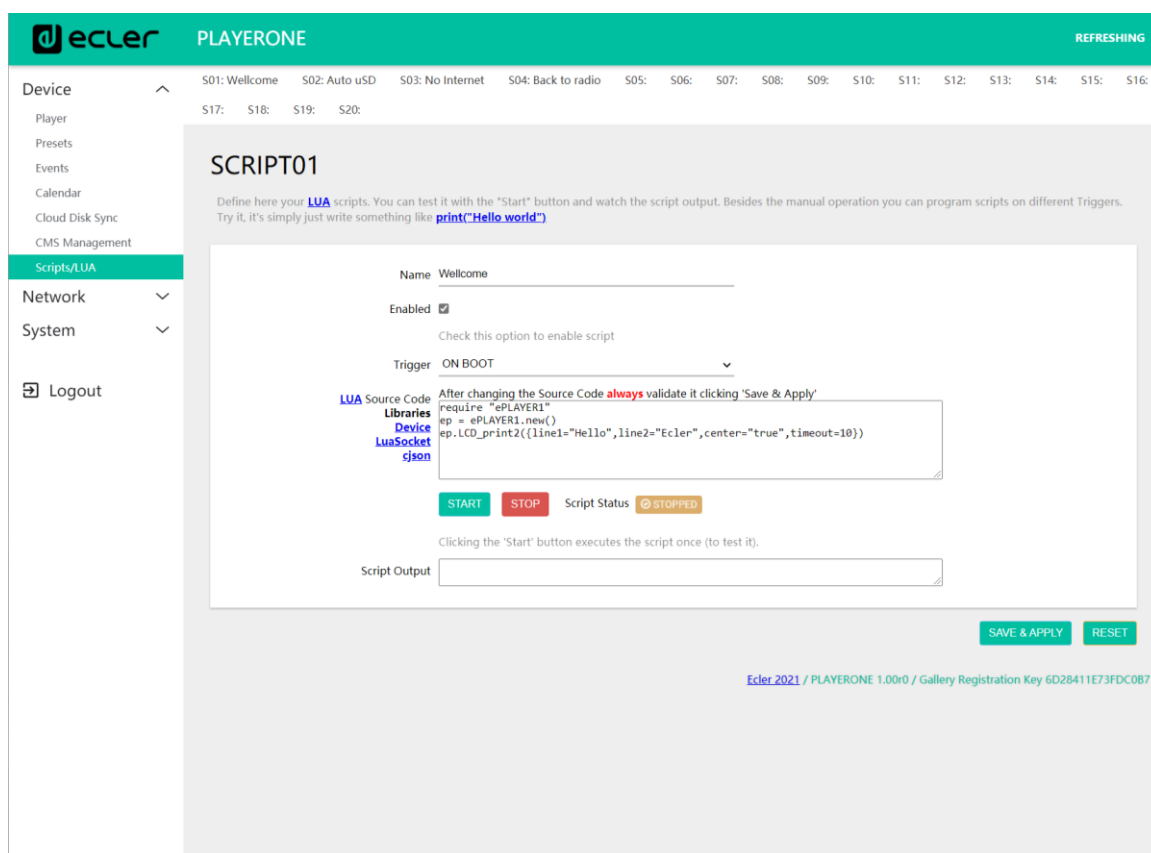 ecler
PLAYERONE
REFRESHING
Device
Player
Presets
Events
Calendar
Cloud Disk Sync
CMS Management
Scripts/LUA
Network
System
Logout
S01: Wellcome S02: Auto uSD S03: No Internet S04: Back to radio S05: S06: S07: S08: S09: S10: S11: S12: S13: S14: S15: S16:
S17: S18: S19: S20:
SCRIPT01
Define here your LUA scripts. You can test it with the "Start" button and watch the script output. Besides the manual operation you can program scripts on different Triggers.
Try it, it's simply just write something like print("Hello world")
Name Wellcome
Enabled
Check this option to enable script
Trigger ON BOOT
LUA Source Code
Libraries
Device
LuaSocket
cjson
After changing the Source Code always validate it clicking 'Save & Apply'
require "ePLAYER1"
ep = ePLAYER1.new()
ep.LCD_print2({line1="Hello",line2="Ecler",center="true",timeout=10})
START STOP Script Status STOPPED
Clicking the 'Start' button executes the script once (to test it).
Script Output
SAVE & APPLY RESET
Ecler 2021 / PLAYERONE 1.00r0 / Gallery Registration Key 6D28411E73FDC0B7